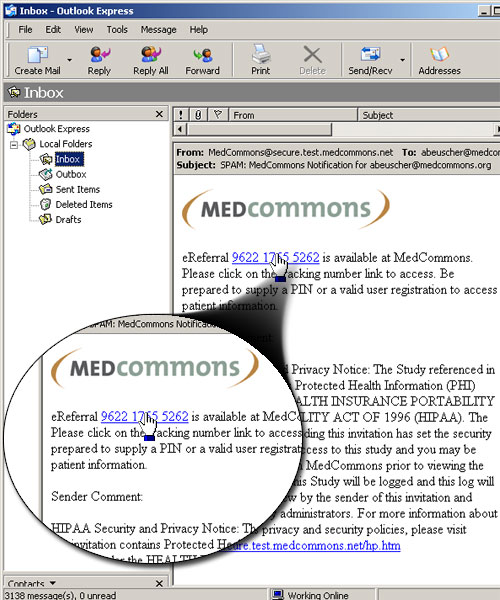 Inbox - Outlook Express
File Edit View Tools Message Help
Create Mail Reply Reply All Forward Print Delete Send/Recv Addresses
Inbox
Folders
Outlook Express
Local Folders
Inbox
Outbox
Sent Items
Deleted Items
Drafts
! From Subject
From: MedCommons@secure.test.medcommons.net To: abeuscher@medco
Subject: SPAM: MedCommons Notification for abeuscher@medcommons.org
MEDcommons
eReferral 9622 1765 5262 is available at MedCommons.
Please click on the tracking number link to access. Be
prepared to supply a PIN or a valid user registration to access
patient information.
Privacy Notice: The Study referenced in
Protected Health Information (PHI)
ALTH INSURANCE PORTABILITY
LITY ACT OF 1996 (HIPAA). The
ding this invitation has set the security
ccess to this study and you may be
MedCommons prior to viewing the
his Study will be logged and this log will
w by the sender of this invitation and
administrators. For more information about
privacy and security policies, please visit
re.test.medcommons.net/hp.htm
SPAM: MedCommons Notification
MEDcommons
eReferral 9622 1765 5262 is available at MedC
Please click on the tracking number link to access
prepared to supply a PIN or a valid user registrat
patient information.
Sender Comment:
HIPAA Security and Privacy Notice: Th
invitation contains Protected He
r the HEALTH
Contacts
3138 message(s), 0 unread Working Online